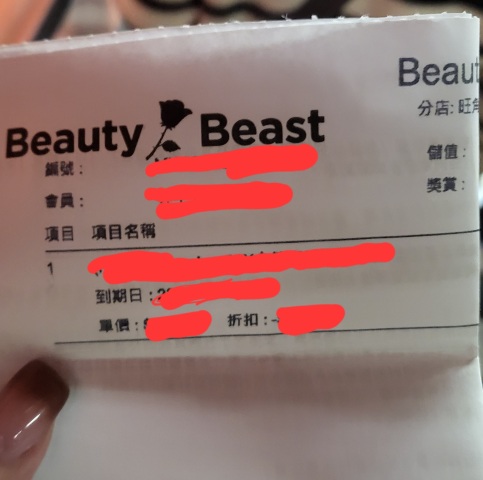 Beauty Beast
編號：
會員：
項目 項目名稱
1
到期日：
單價：$ 折扣：-
Beaut
分店: 旺角
儲值：
獎賞：